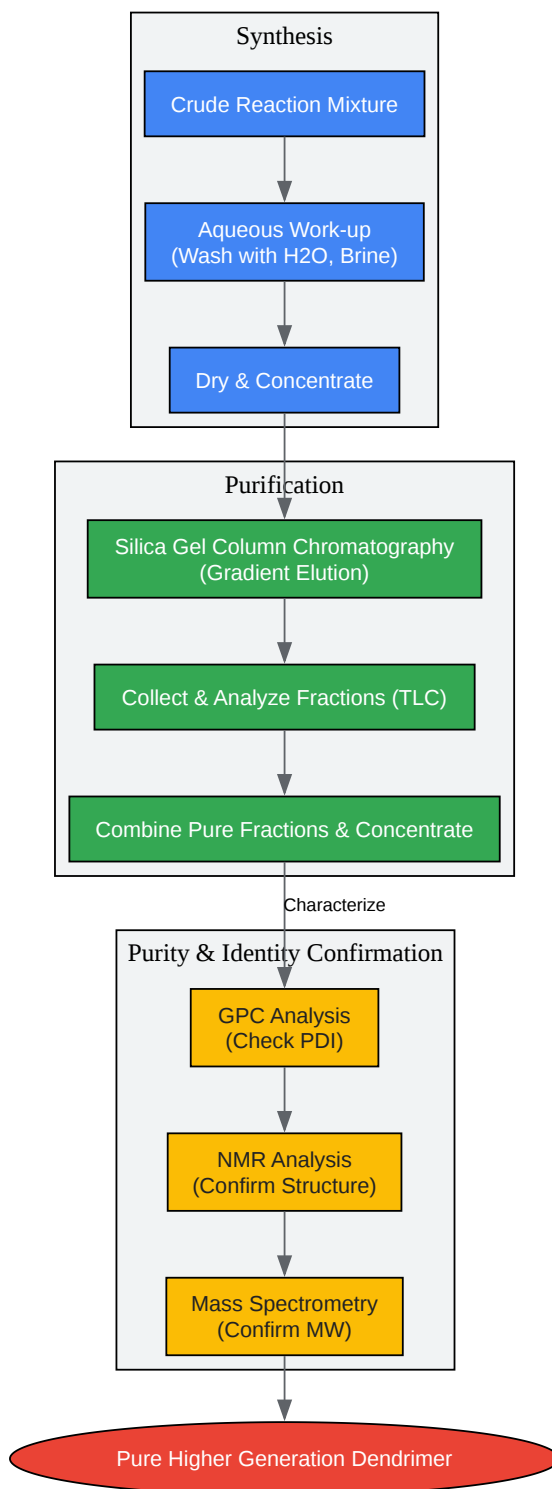 Synthesis
Crude Reaction Mixture
Aqueous Work-up
(Wash with H2O, Brine)
Dry & Concentrate
Purification
Silica Gel Column Chromatography
(Gradient Elution)
Collect & Analyze Fractions (TLC)
Combine Pure Fractions & Concentrate
Characterize
Purity & Identity Confirmation
GPC Analysis
(Check PDI)
NMR Analysis
(Confirm Structure)
Mass Spectrometry
(Confirm MW)
Pure Higher Generation Dendrimer